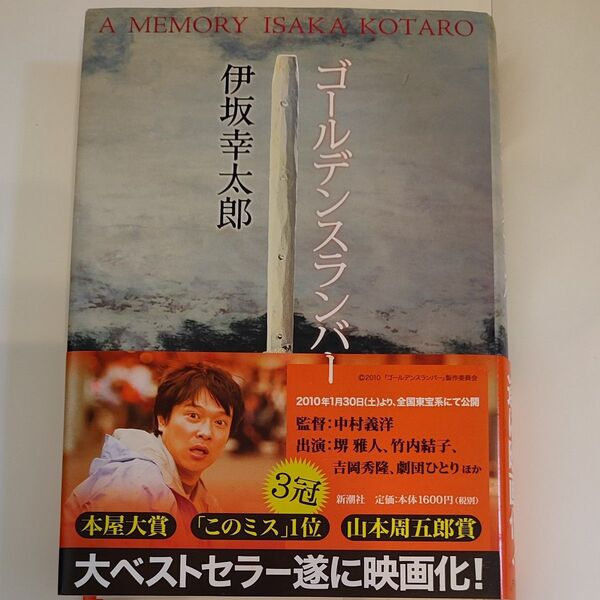 A MEMORY ISAKA KOTARO
ゴールデンスランバー
伊坂幸太郎
©2010「ゴールデンスランバー」製作委員会
2010年1月30日(土)より、全国東宝系にて公開
監督:中村義洋
出演:堺 雅人、竹内結子、
吉岡秀隆、劇団ひとり ほか
新潮社 定価:本体1600円(税別)
3冠
本屋大賞 「このミス」1位 山本周五郎賞
大ベストセラー遂に映画化!